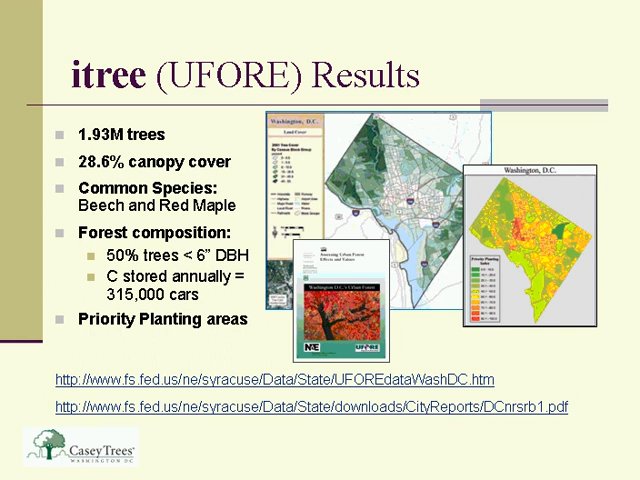 itree (UFORE) Results
1.93M trees
28.6% canopy cover
Common Species:
Beech and Red Maple
Forest composition:
50% trees < 6” DBH
C stored annually =
315,000 cars
Priority Planting areas
Washington, D.C.
Land Cover
Washington, D.C.
Priority Planting
Index
Assessing Urban Forest
Effects and Values
Washington D.C.'s Urban Forest
UFORE
http://www.fs.fed.us/ne/syracuse/Data/State/UFOREdataWashDC.htm
http://www.fs.fed.us/ne/syracuse/Data/State/downloads/CityReports/DCnrsrb1.pdf
Casey Trees
WASHINGTON DC